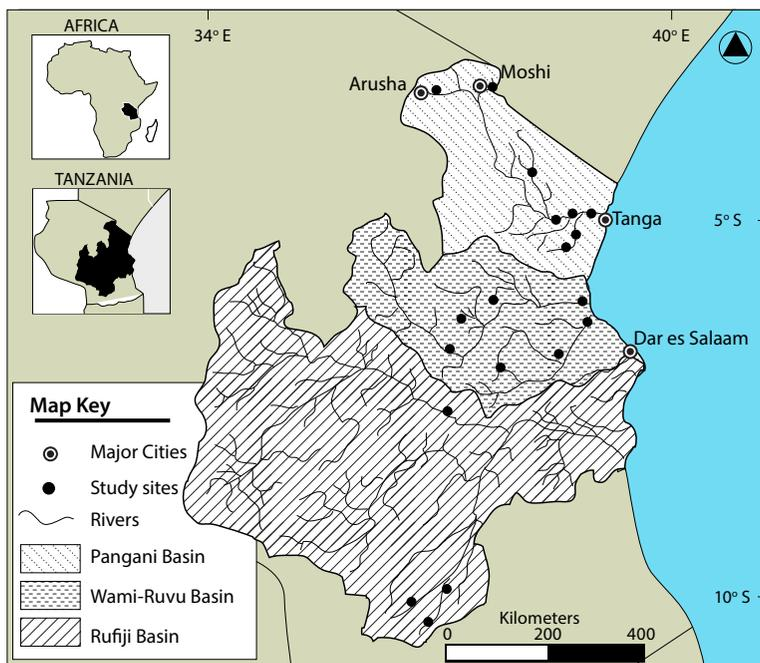 AFRICA
34° E
40° E
Moshi
Arusha
TANZANIA
Tanga
5° S
Dar es Salaam
Map Key
Major Cities
Study sites
Rivers
Pangani Basin
Wami-Ruvu Basin
Rufiji Basin
10° S
Kilometers
0 200 400